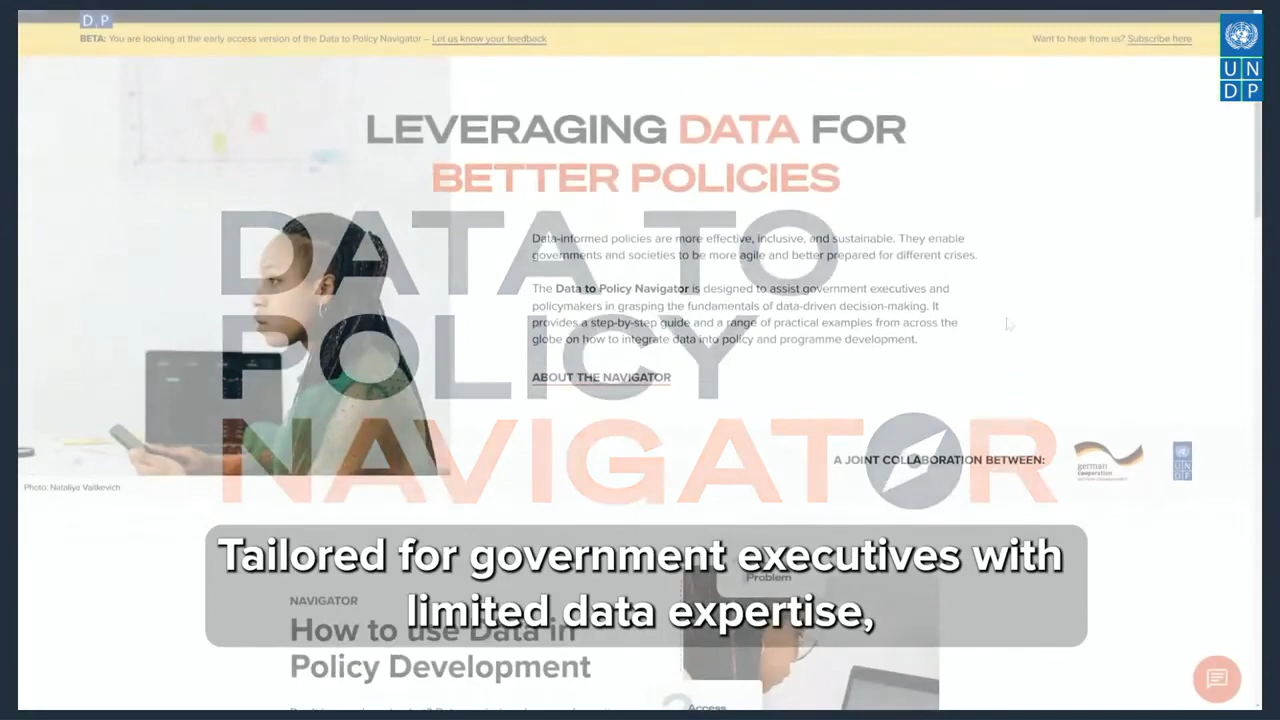 D P
BETA: You are looking at the early access version of the Data to Policy Navigator – Let us know your feedback
Want to hear from us? Subscribe here
U N
D P
LEVERAGING DATA FOR
BETTER POLICIES
DATA TO
POLICY
NAVIGATOR
Data-informed policies are more effective, inclusive, and sustainable. They enable
governments and societies to be more agile and better prepared for different crises.
The Data to Policy Navigator is designed to assist government executives and
policymakers in grasping the fundamentals of data-driven decision-making. It
provides a step-by-step guide and a range of practical examples from across the
globe on how to integrate data into policy and programme development.
ABOUT THE NAVIGATOR
A JOINT COLLABORATION BETWEEN:
german
cooperation
U N
D P
Photo: Nataliya Vaitkevich
Tailored for government executives with
limited data expertise,
Problem
NAVIGATOR
How to use Data in
Policy Development
2
Access